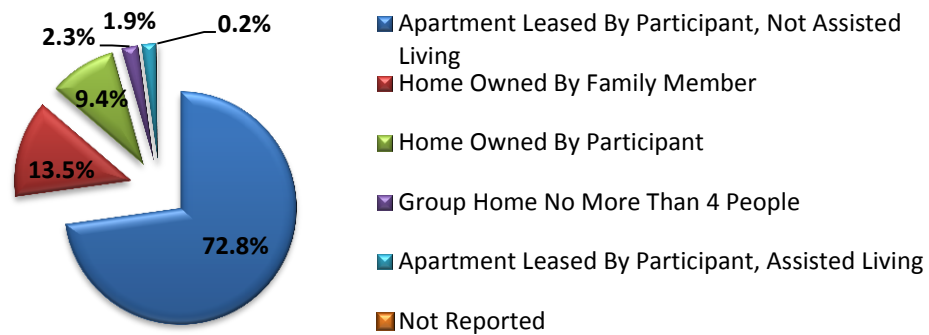 1.9%
0.2%
2.3%
9.4%
13.5%
72.8%
Apartment Leased By Participant, Not Assisted
Living
Home Owned By Family Member
Home Owned By Participant
Group Home No More Than 4 People
Apartment Leased By Participant, Assisted Living
Not Reported